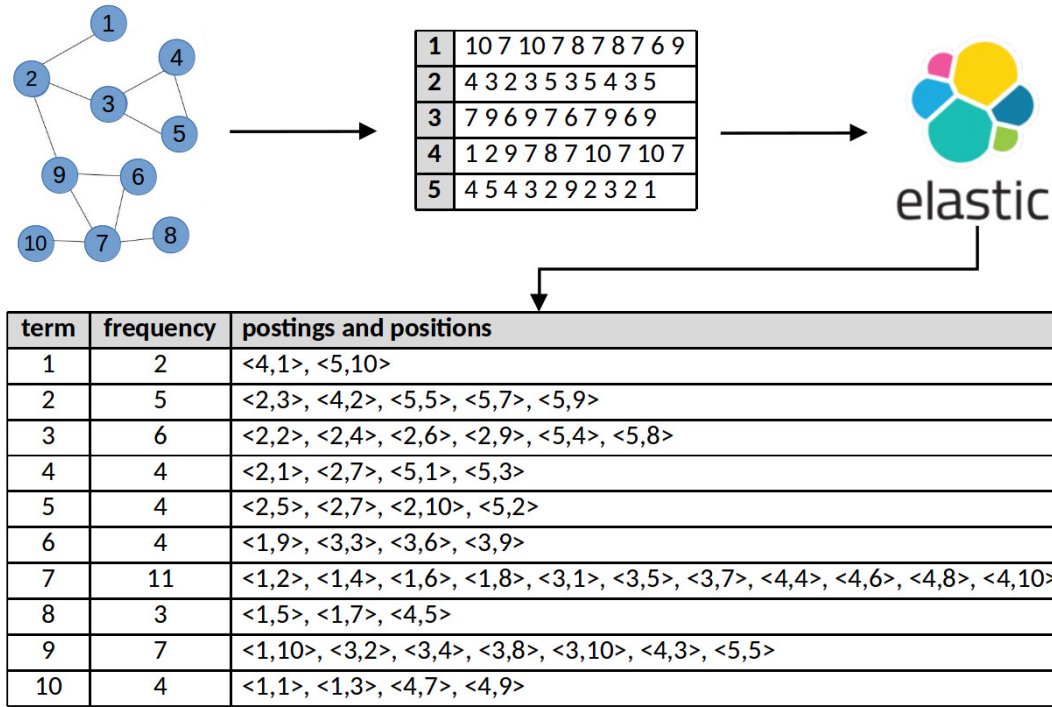 1
2
4
3
5
9
6
10
7
8
1 10 7 10 7 8 7 8 7 6 9
2 4 3 2 3 5 3 5 4 3 5
3 7 9 6 9 7 6 7 9 6 9
4 1 2 9 7 8 7 10 7 10 7
5 4 5 4 3 2 9 2 3 2 1
elastic
term frequency postings and positions
1 2 <4,1>, <5,10>
2 5 <2,3>, <4,2>, <5,5>, <5,7>, <5,9>
3 6 <2,2>, <2,4>, <2,6>, <2,9>, <5,4>, <5,8>
4 4 <2,1>, <2,7>, <5,1>, <5,3>
5 4 <2,5>, <2,7>, <2,10>, <5,2>
6 4 <1,9>, <3,3>, <3,6>, <3,9>
7 11 <1,2>, <1,4>, <1,6>, <1,8>, <3,1>, <3,5>, <3,7>, <4,4>, <4,6>, <4,8>, <4,10>
8 3 <1,5>, <1,7>, <4,5>
9 7 <1,10>, <3,2>, <3,4>, <3,8>, <3,10>, <4,3>, <5,5>
10 4 <1,1>, <1,3>, <4,7>, <4,9>